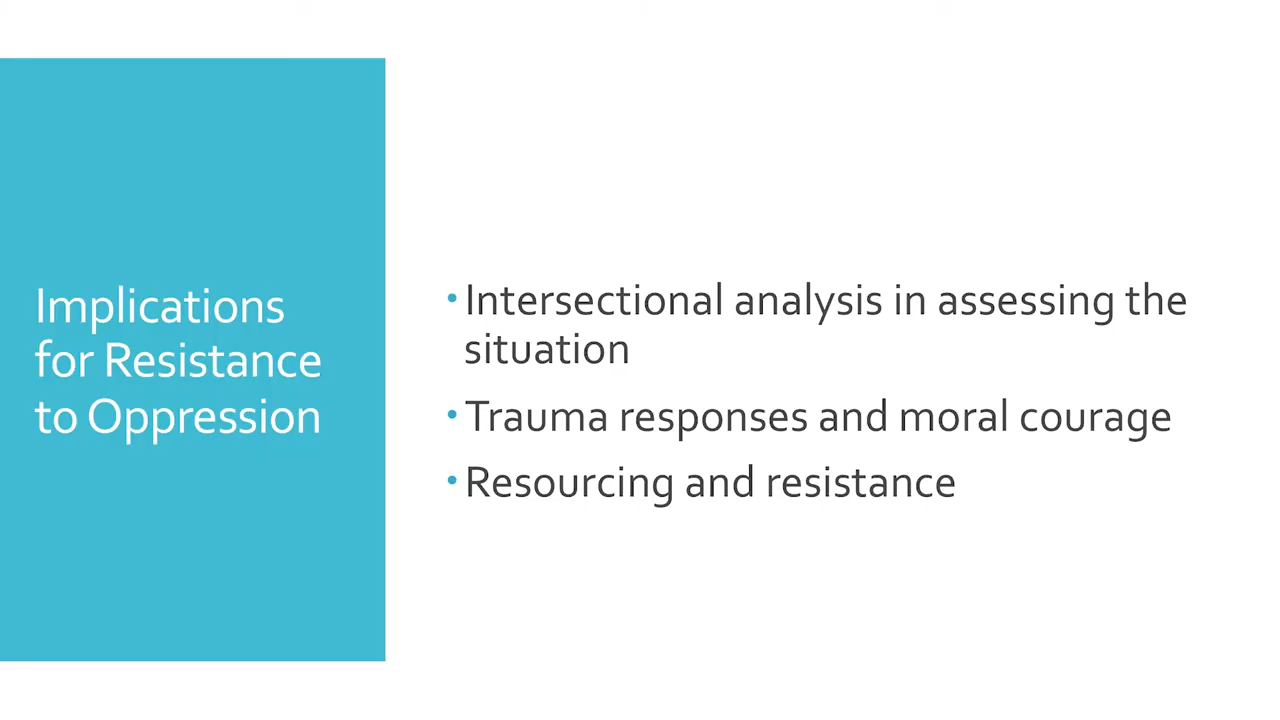 Implications
for Resistance
to Oppression
• Intersectional analysis in assessing the
situation
• Trauma responses and moral courage
• Resourcing and resistance